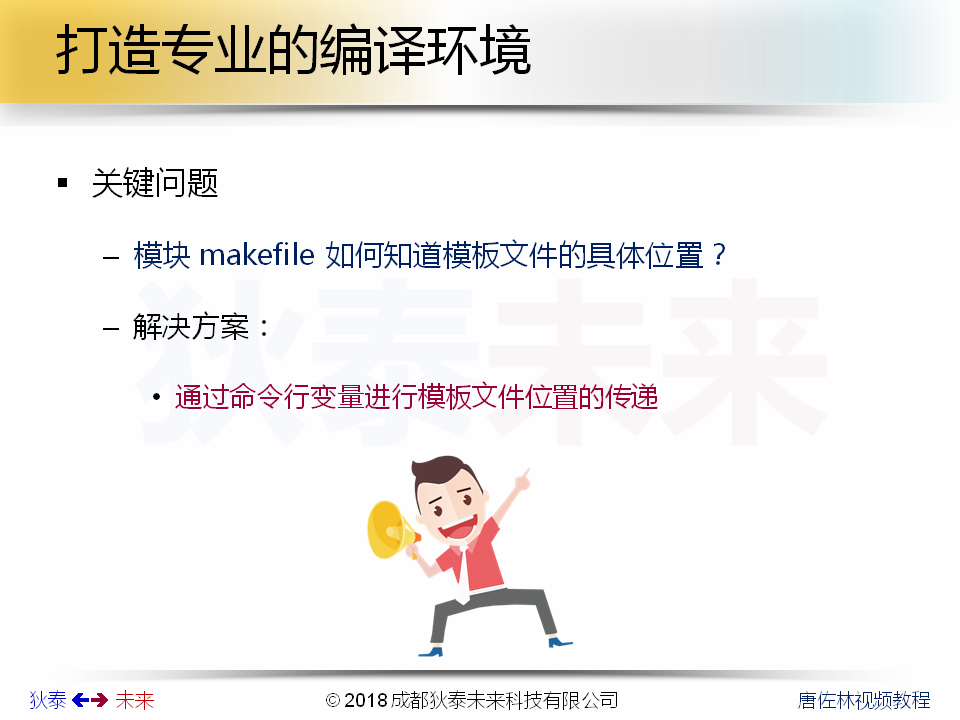 打造专业的编译环境
关键问题
– 模块 makefile 如何知道模板文件的具体位置？
– 解决方案：
• 通过命令行变量进行模板文件位置的传递
狄泰未来
狄泰 未来
© 2018 成都狄泰未来科技有限公司
唐佐林视频教程